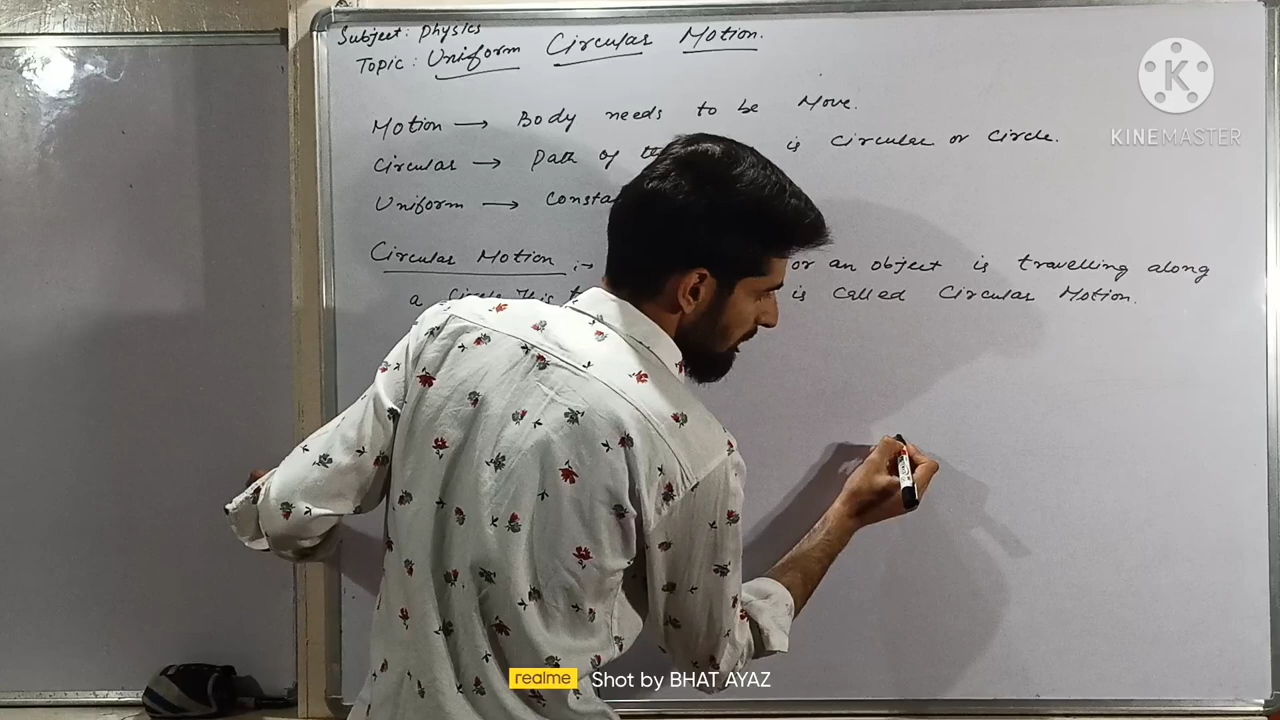 Subject: Physics
Topic: Uniform Circular Motion.
Motion → Body needs to be Move.
Circular → Path of is circular or circle.
Uniform →
Circular Motion :→ or an object is travelling along
a is called Circular Motion.
K
KINEMASTER
realme Shot by BHAT AYAZ